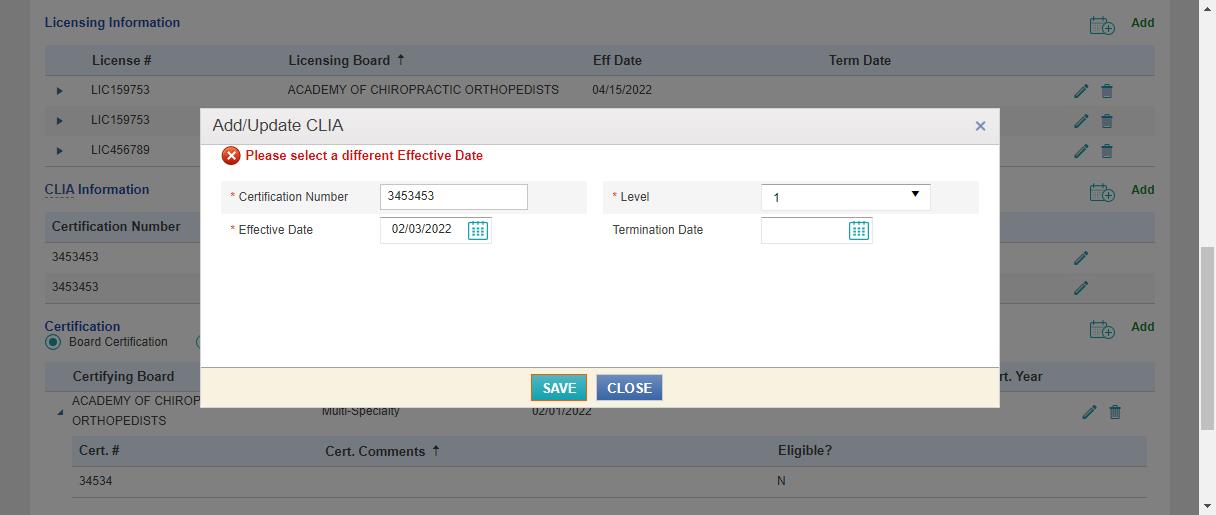 Licensing Information
Add
License # Licensing Board ↑ Eff Date Term Date
LIC159753 ACADEMY OF CHIROPRACTIC ORTHOPEDISTS 04/15/2022
LIC159753
LIC456789
Add/Update CLIA ×
Please select a different Effective Date
* Certification Number 3453453 * Level 1
* Effective Date 02/03/2022 Termination Date
SAVE CLOSE
CLIA Information
Add
Certification Number
3453453
3453453
Certification
Add
Board Certification
Certifying Board rt. Year
ACADEMY OF CHIROP
ORTHOPEDISTS
Multi-Specialty 02/01/2022
Cert. # Cert. Comments ↑ Eligible?
34534 N